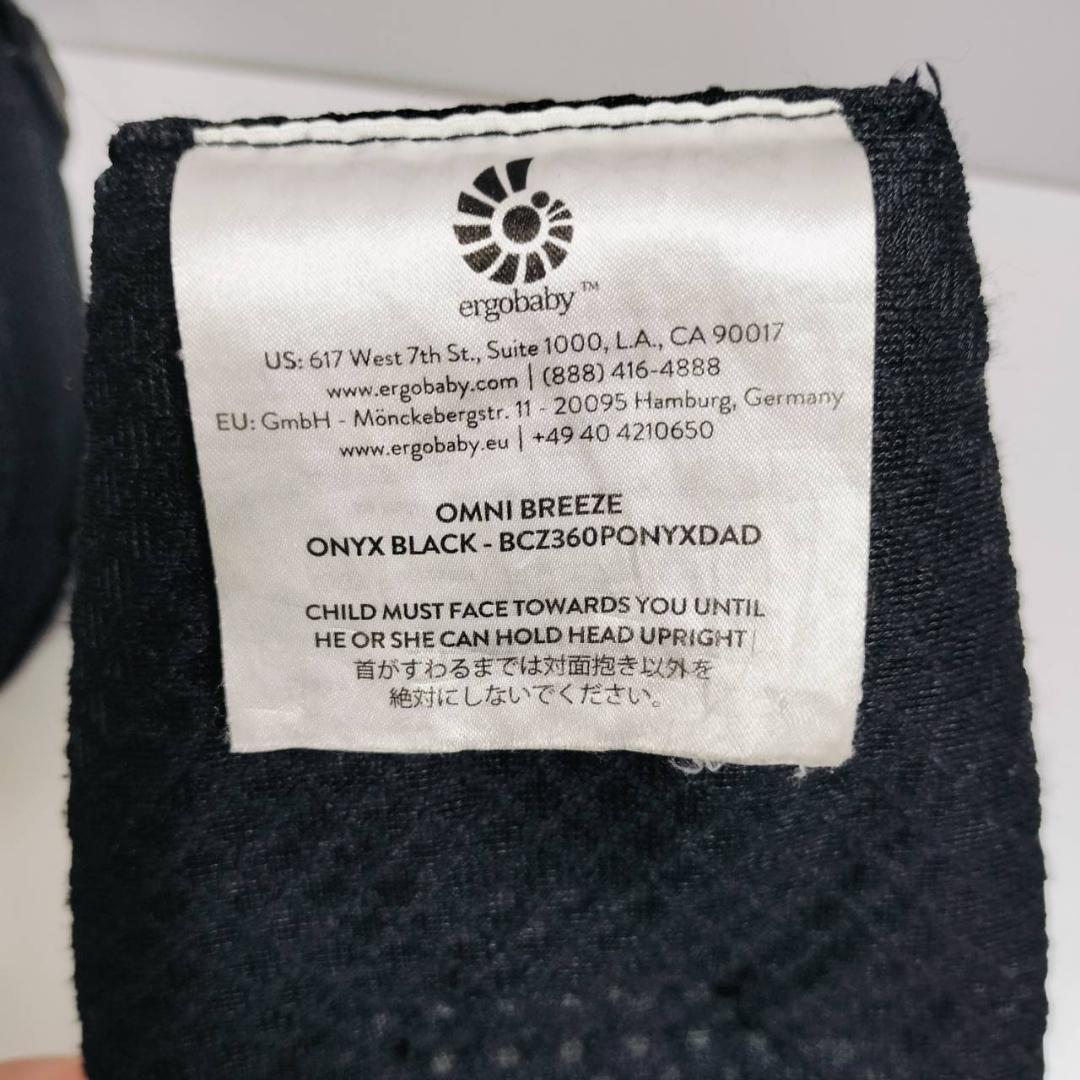 ergobaby™
US: 617 West 7th St., Suite 1000, L.A., CA 90017
www.ergobaby.com | (888) 416-4888
EU: GmbH - Mönckebergstr. 11 - 20095 Hamburg, Germany
www.ergobaby.eu | +49 40 4210650
OMNI BREEZE
ONYX BLACK - BCZ360PONYXDAD
CHILD MUST FACE TOWARDS YOU UNTIL
HE OR SHE CAN HOLD HEAD UPRIGHT
首がすわるまでは対面抱き以外を
絶対にしないでください。